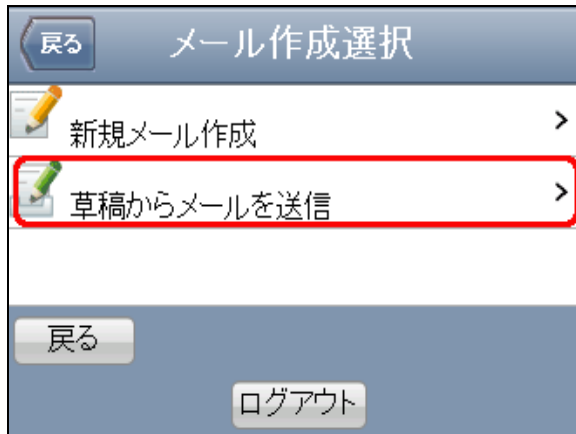 戻る
メール作成選択
新規メール作成
草稿からメールを送信
戻る
ログアウト